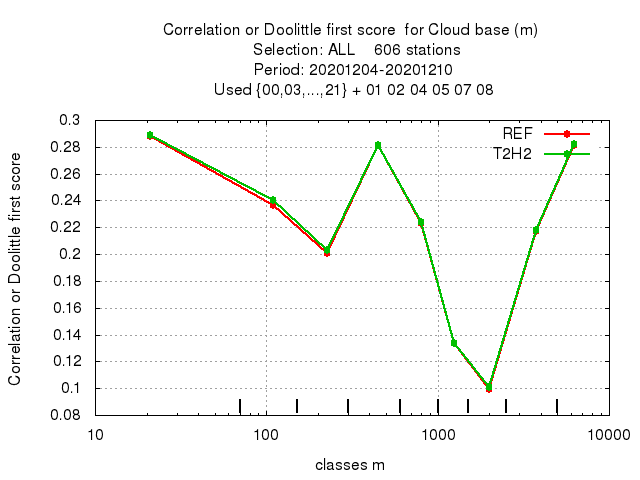 Correlation or Doolittle first score  for Cloud base (m)
Selection: ALL    606 stations
Period: 20201204-20201210
Used {00,03,...,21} + 01 02 04 05 07 08
REF
T2H2
Correlation or Doolittle first score
0.3
0.28
0.26
0.24
0.22
0.2
0.18
0.16
0.14
0.12
0.1
0.08
10
100
1000
10000
classes m